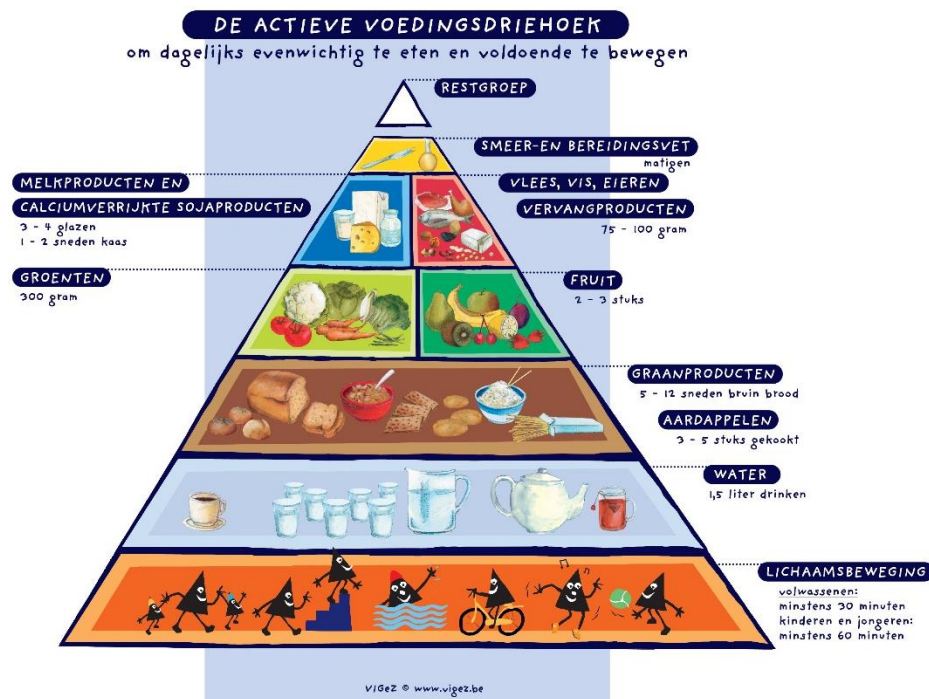 DE ACTIEVE VOEDINGSDRIEHOEK
om dagelijks evenwichtig te eten en voldoende te bewegen
RESTGROEP
SMEER-EN BEREIDINGSVET
matigen
MELKPRODUCTEN EN
CALCIUMVERRIJKTE SOJAPRODUCTEN
3 - 4 glazen
1 - 2 sneden kaas
VLEES, VIS, EIEREN
VERVANGPRODUCTEN
75 - 100 gram
GROENTEN
300 gram
FRUIT
2 - 3 stuks
GRAANPRODUCTEN
5 - 12 sneden bruin brood
AARDAPPELEN
3 - 5 stuks gekookt
WATER
1,5 liter drinken
LICHAAMSBEWEGING
volwassenen:
minstens 30 minuten
kinderen en jongeren:
minstens 60 minuten
VIGeZ © www.vigez.be